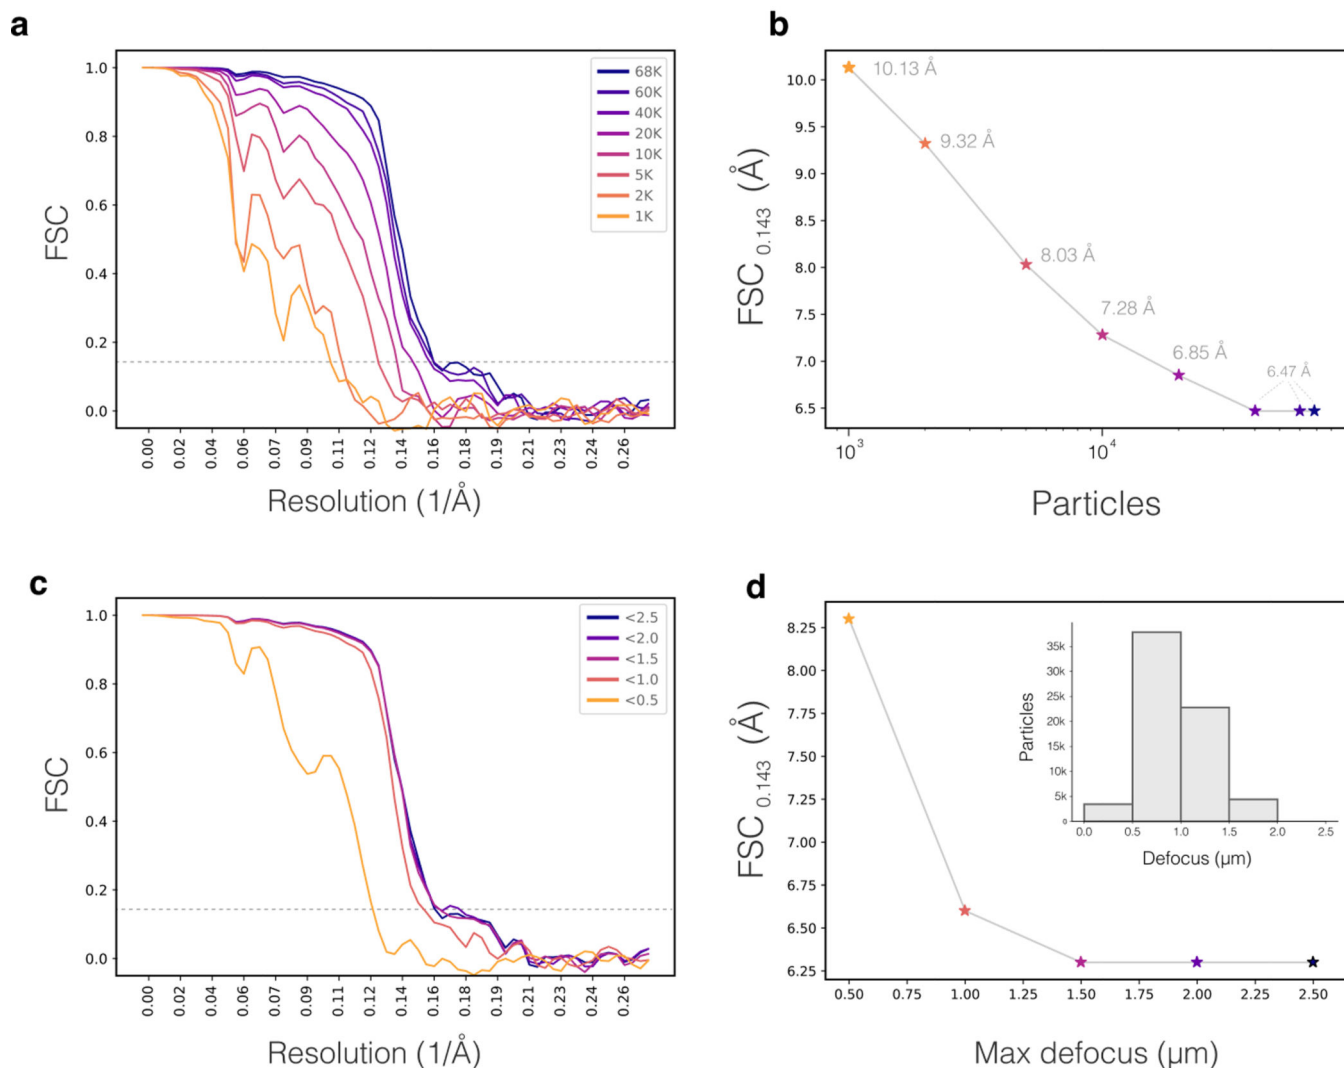 a
1.0
0.8
0.6
0.4
0.2
0.0
FSC
68K
60K
40K
20K
10K
5K
2K
1K
0.00 0.02 0.04 0.06 0.07 0.09 0.11 0.12 0.14 0.16 0.18 0.19 0.21 0.23 0.24 0.26
Resolution (1/Å)
b
10.0
9.5
9.0
8.5
8.0
7.5
7.0
6.5
FSC 0.143 (Å)
10.13 Å
9.32 Å
8.03 Å
7.28 Å
6.85 Å
6.47 Å
10³ 10⁴
Particles
c
1.0
0.8
0.6
0.4
0.2
0.0
FSC
<2.5
<2.0
<1.5
<1.0
<0.5
0.00 0.02 0.04 0.06 0.07 0.09 0.11 0.12 0.14 0.16 0.18 0.19 0.21 0.23 0.24 0.26
Resolution (1/Å)
d
8.25
8.00
7.75
7.50
7.25
7.00
6.75
6.50
6.25
FSC 0.143 (Å)
35k
30k
25k
20k
15k
10k
5k
0
Particles
0.0 0.5 1.0 1.5 2.0 2.5
Defocus (µm)
0.50 0.75 1.00 1.25 1.50 1.75 2.00 2.25 2.50
Max defocus (µm)